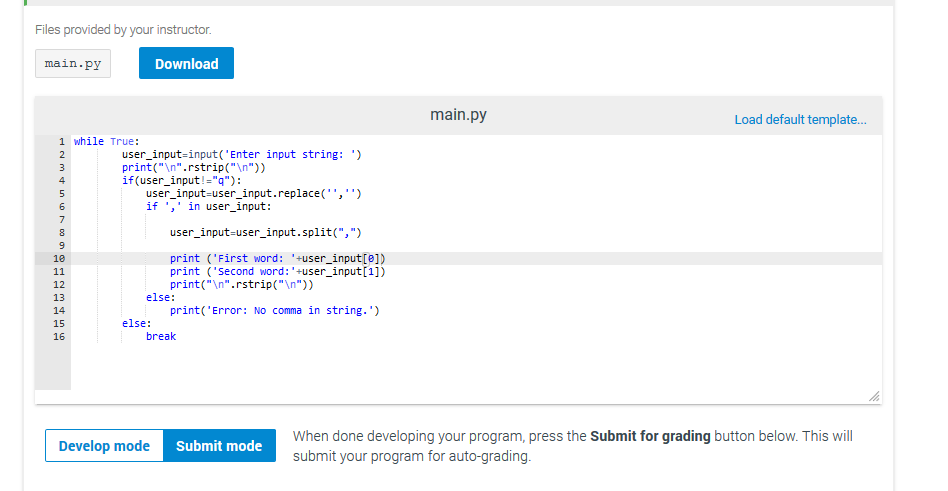 Files provided by your instructor.
main.py
Download
main.py
Load default template...
1 while True:
2 user_input=input('Enter input string: ')
3 print("\n".rstrip("\n"))
4 if(user_input!="q"):
5 user_input=user_input.replace('','')
6 if ',' in user_input:
7
8 user_input=user_input.split(",")
9
10 print ('First word: '+user_input[0])
11 print ('Second word:'+user_input[1])
12 print("\n".rstrip("\n"))
13 else:
14 print('Error: No comma in string.')
15 else:
16 break
Develop mode
Submit mode
When done developing your program, press the Submit for grading button below. This will
submit your program for auto-grading.